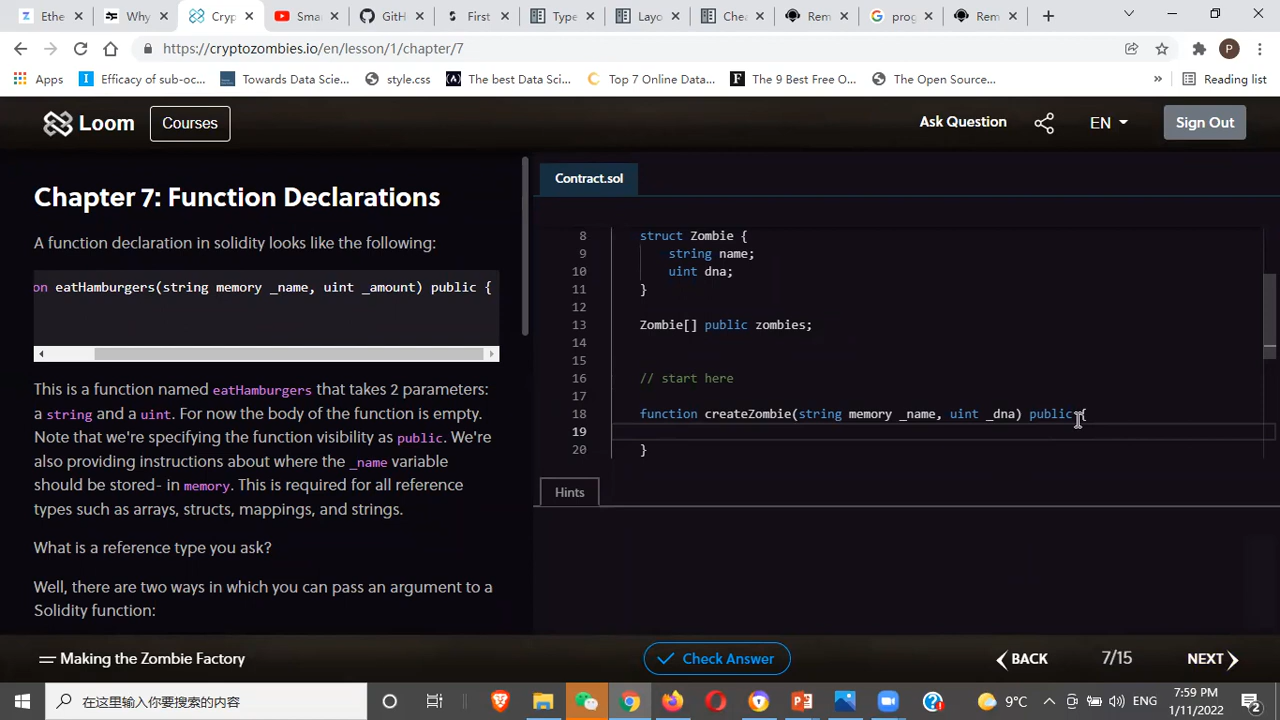 Ethe
Why
Cryp
Sma
GitH
First
Type
Layo
Chea
Rem
prog
Rem
https://cryptozombies.io/en/lesson/1/chapter/7
P
Apps
Efficacy of sub-oc...
Towards Data Scien...
style.css
The best Data Sci...
Top 7 Online Data...
The 9 Best Free O...
The Open Source...
»
Reading list
Loom
Courses
Ask Question
EN
Sign Out
Chapter 7: Function Declarations
A function declaration in solidity looks like the following:
on eatHamburgers(string memory _name, uint _amount) public {
This is a function named eatHamburgers that takes 2 parameters:
a string and a uint. For now the body of the function is empty.
Note that we're specifying the function visibility as public. We're
also providing instructions about where the _name variable
should be stored- in memory. This is required for all reference
types such as arrays, structs, mappings, and strings.
What is a reference type you ask?
Well, there are two ways in which you can pass an argument to a
Solidity function:
Contract.sol
8 struct Zombie {
9 string name;
10 uint dna;
11 }
12
13 Zombie[] public zombies;
14
15
16 // start here
17
18 function createZombie(string memory _name, uint _dna) public {
19
20 }
Hints
Making the Zombie Factory
Check Answer
BACK
7/15
NEXT
在这里输入你要搜索的内容
9°C
ENG
7:59 PM
1/11/2022
2